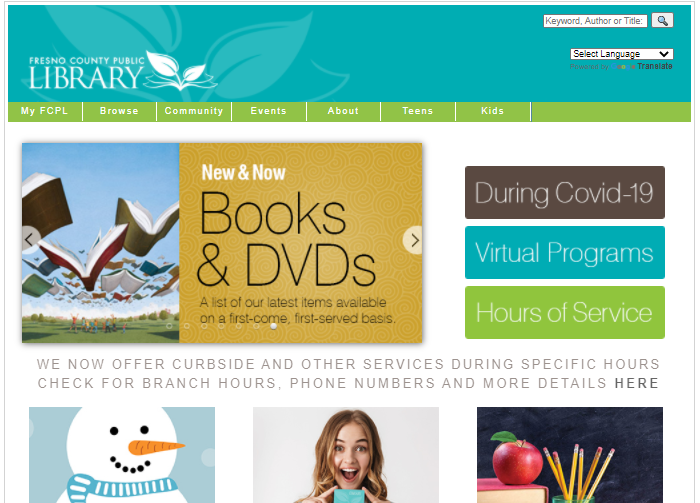 Keyword, Author or Title:
Select Language
Powered by Translate
FRESNO COUNTY PUBLIC
LIBRARY
My FCPL
Browse
Community
Events
About
Teens
Kids
New & Now
Books
& DVDs
A list of our latest items available
on a first-come, first-served basis.
During Covid-19
Virtual Programs
Hours of Service
WE NOW OFFER CURBSIDE AND OTHER SERVICES DURING SPECIFIC HOURS
CHECK FOR BRANCH HOURS, PHONE NUMBERS AND MORE DETAILS HERE